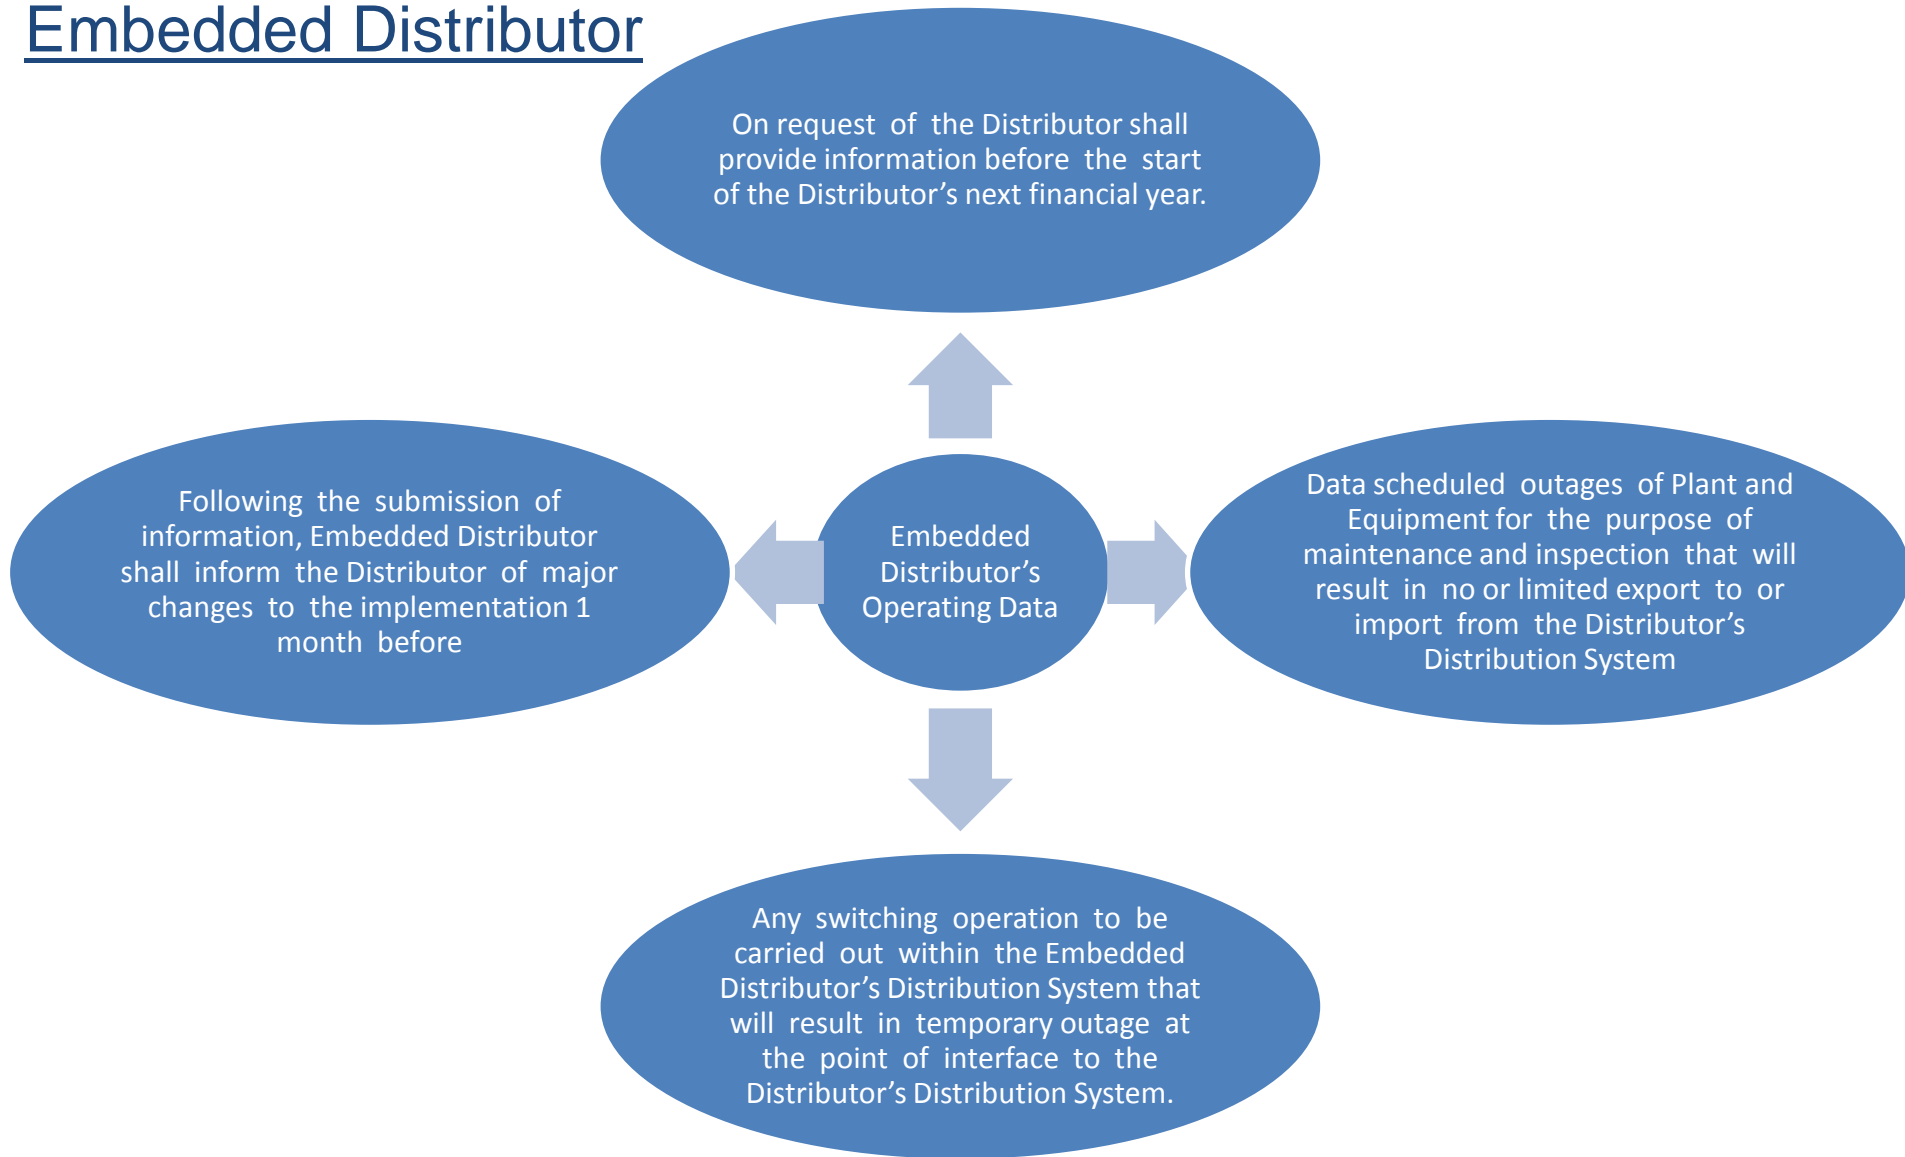 Embedded Distributor
On request of the Distributor shall
provide information before the start
of the Distributor’s next financial year.
Following the submission of
information, Embedded Distributor
shall inform the Distributor of major
changes to the implementation 1
month before
Embedded
Distributor’s
Operating Data
Data scheduled outages of Plant and
Equipment for the purpose of
maintenance and inspection that will
result in no or limited export to or
import from the Distributor’s
Distribution System
Any switching operation to be
carried out within the Embedded
Distributor’s Distribution System that
will result in temporary outage at
the point of interface to the
Distributor’s Distribution System.